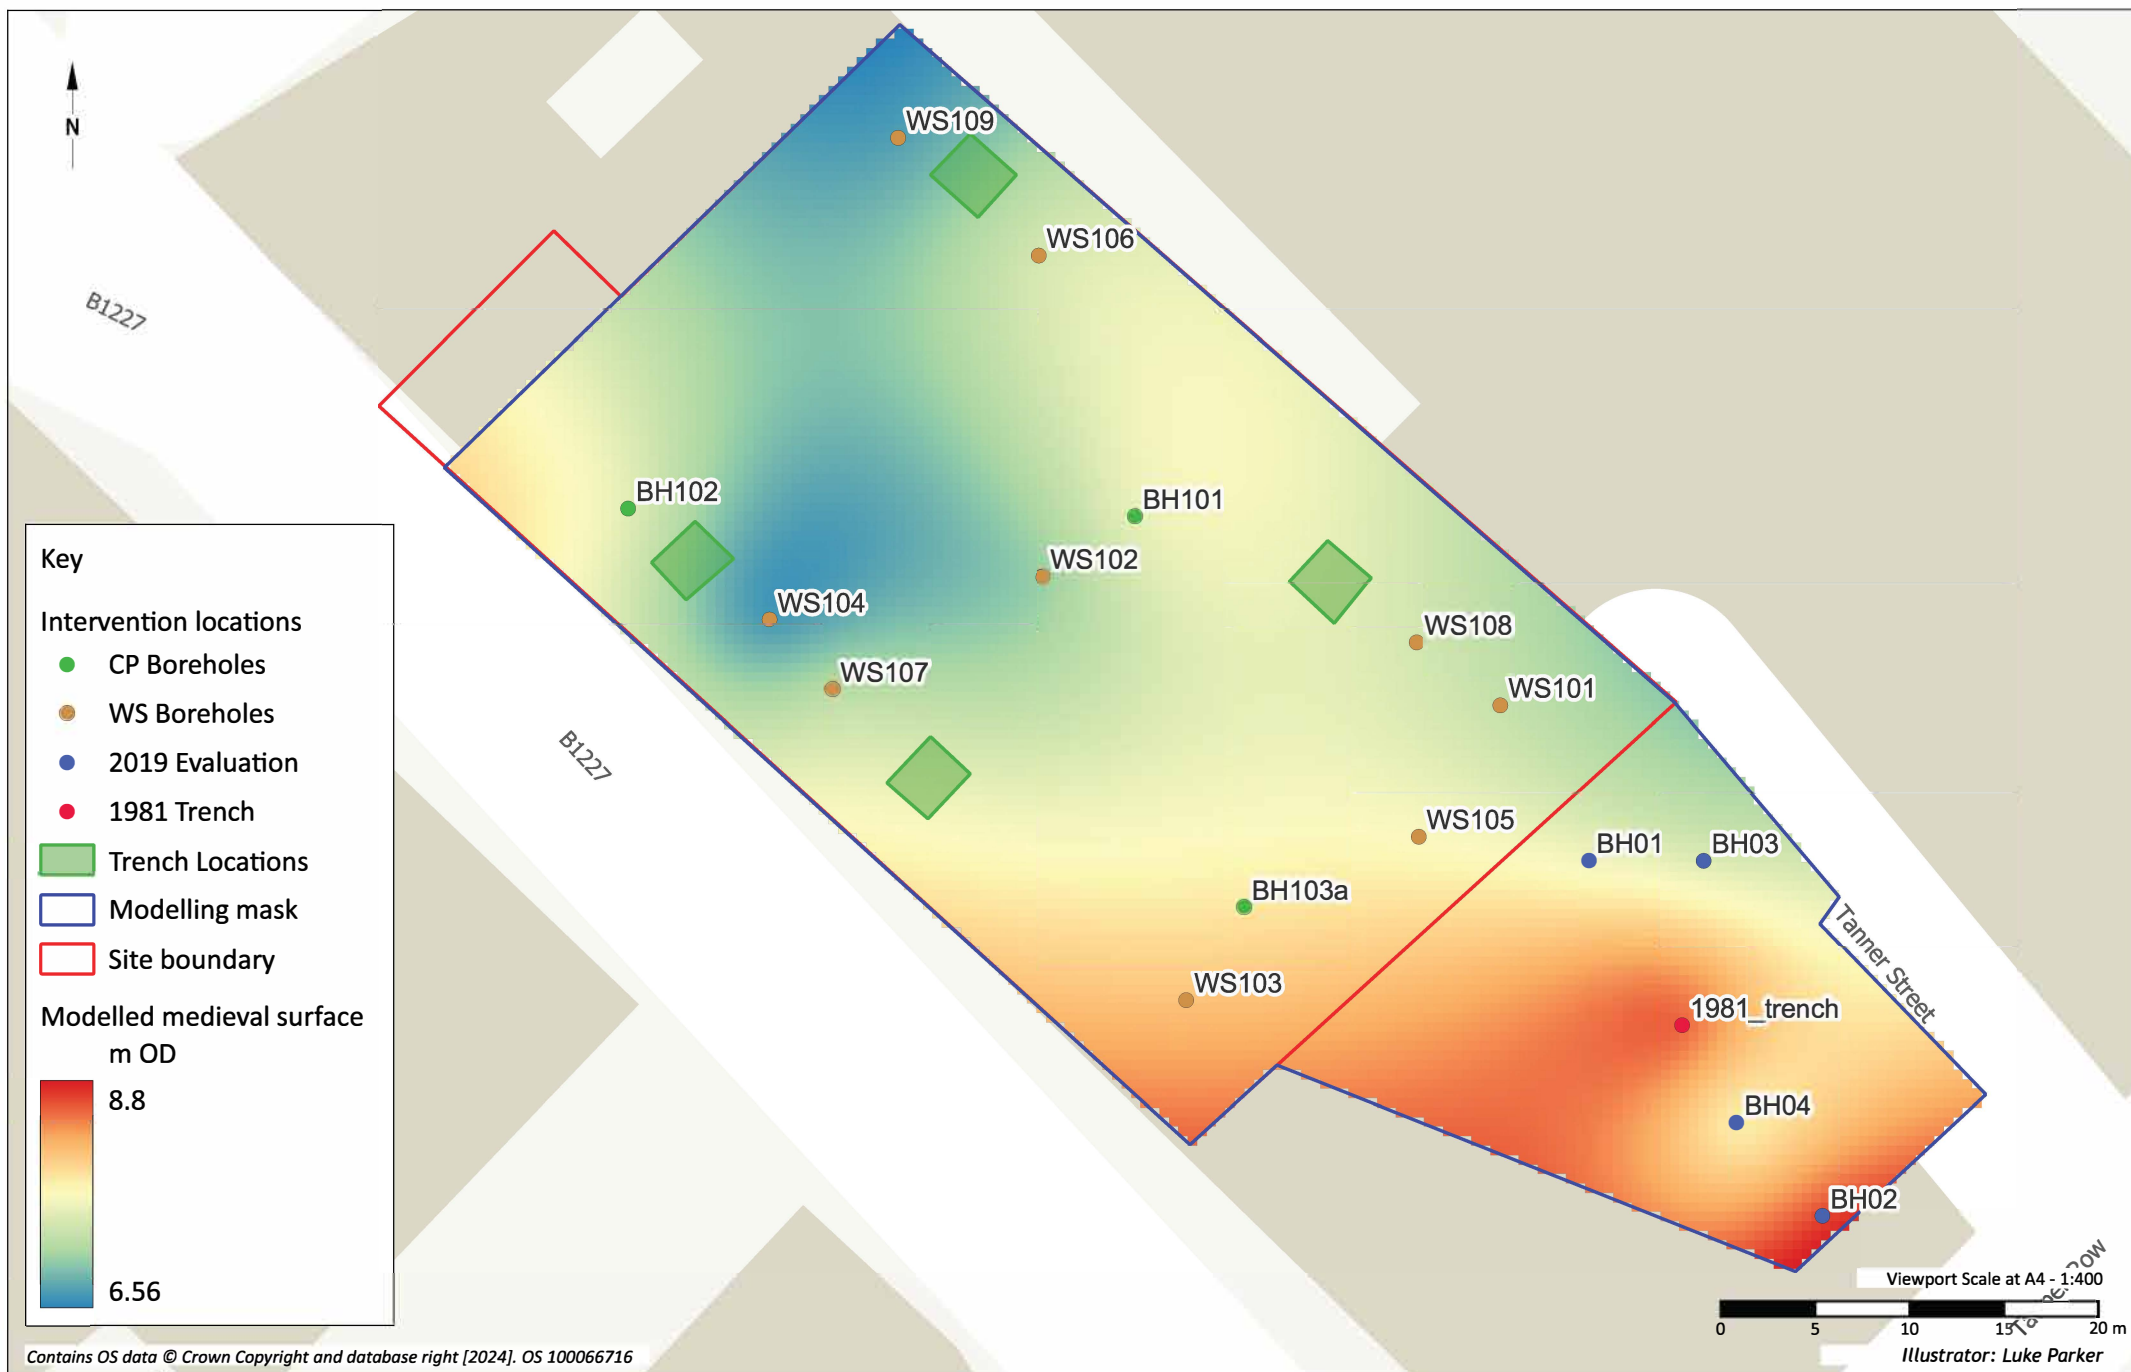 N
WS109
WS106
B1227
BH102
BH101
WS102
WS104
WS108
WS107
WS101
B1227
WS105
BH01
BH03
BH103a
Tanner Street
WS103
1981_trench
BH04
BH02
Key
Intervention locations
CP Boreholes
WS Boreholes
2019 Evaluation
1981 Trench
Trench Locations
Modelling mask
Site boundary
Modelled medieval surface
m OD
8.8
6.56
Viewport Scale at A4 - 1:400
0 5 10 15 20 m
Contains OS data © Crown Copyright and database right [2024]. OS 100066716
Illustrator: Luke Parker